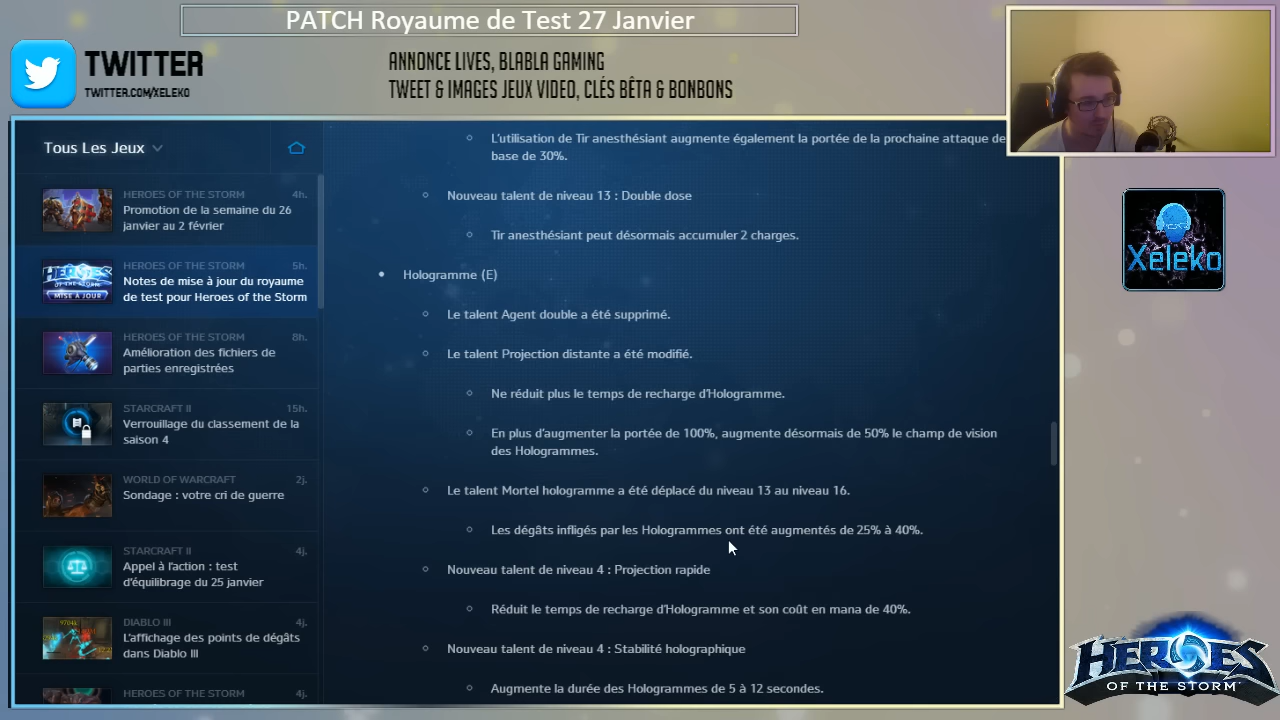 PATCH Royaume de Test 27 Janvier
TWITTER
TWITTER.COM/XELEKO
ANNONCE LIVES, BLABLA GAMING
TWEET & IMAGES JEUX VIDEO, CLÉS BÊTA & BONBONS
Tous Les Jeux
HEROES OF THE STORM 4h.
Promotion de la semaine du 26
janvier au 2 février
HEROES OF THE STORM 5h.
Notes de mise à jour du royaume
de test pour Heroes of the Storm
HEROES
OF THE STORM
MISE À JOUR
HEROES OF THE STORM 8h.
Amélioration des fichiers de
parties enregistrées
STARCRAFT II 15h.
Verrouillage du classement de la
saison 4
WORLD OF WARCRAFT 2j.
Sondage : votre cri de guerre
STARCRAFT II 4j.
Appel à l'action : test
d'équilibrage du 25 janvier
DIABLO III 4j.
L'affichage des points de dégâts
dans Diablo III
HEROES OF THE STORM 4j.
L'utilisation de Tir anesthésiant augmente également la portée de la prochaine attaque de
base de 30%.
Nouveau talent de niveau 13 : Double dose
Tir anesthésiant peut désormais accumuler 2 charges.
Hologramme (E)
Le talent Agent double a été supprimé.
Le talent Projection distante a été modifié.
Ne réduit plus le temps de recharge d'Hologramme.
En plus d'augmenter la portée de 100%, augmente désormais de 50% le champ de vision
des Hologrammes.
Le talent Mortel hologramme a été déplacé du niveau 13 au niveau 16.
Les dégâts infligés par les Hologrammes ont été augmentés de 25% à 40%.
Nouveau talent de niveau 4 : Projection rapide
Réduit le temps de recharge d'Hologramme et son coût en mana de 40%.
Nouveau talent de niveau 4 : Stabilité holographique
Augmente la durée des Hologrammes de 5 à 12 secondes.
Xeleko
HEROES
OF THE STORM